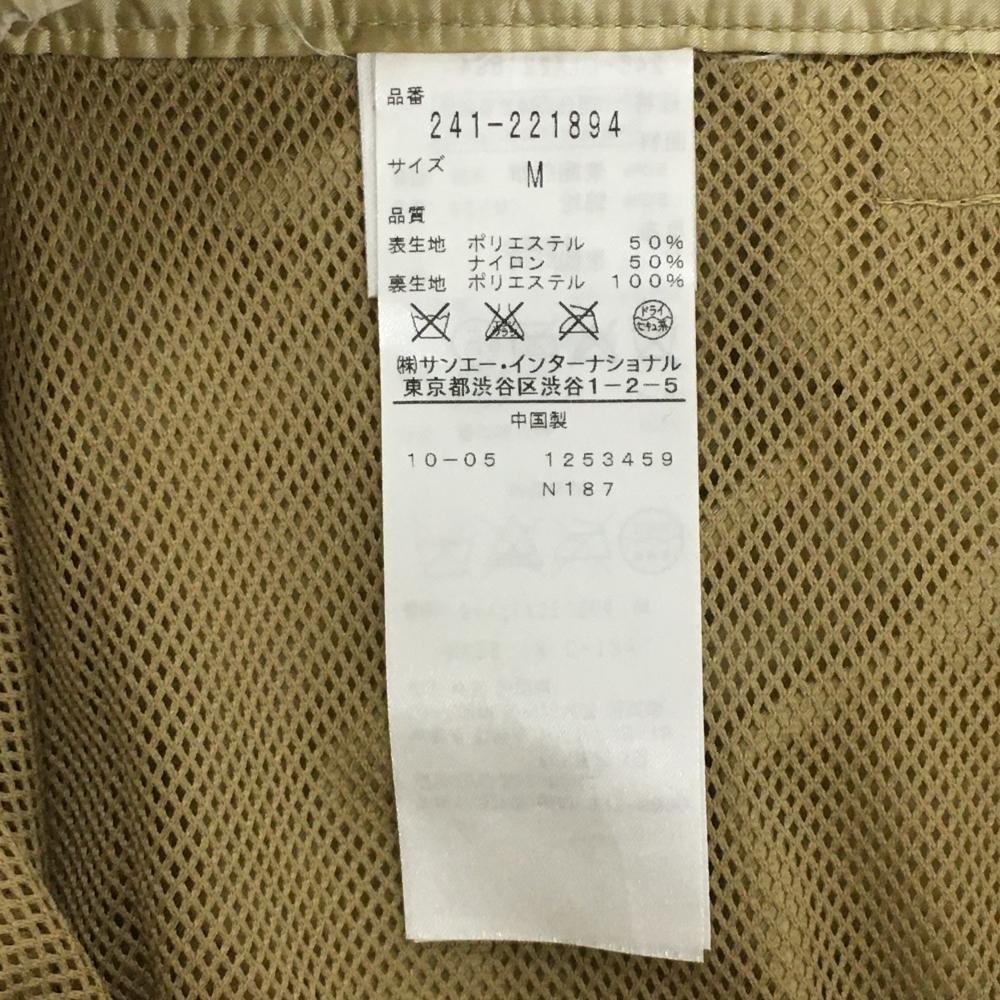 品番
241-221894
サイズ M
品質
表生地 ポリエステル 50%
ナイロン 50%
裏生地 ポリエステル 100%
ドライ
セキユ系
㈱サンエー・インターナショナル
東京都渋谷区渋谷1-2-5
中国製
10-05 1253459
N187